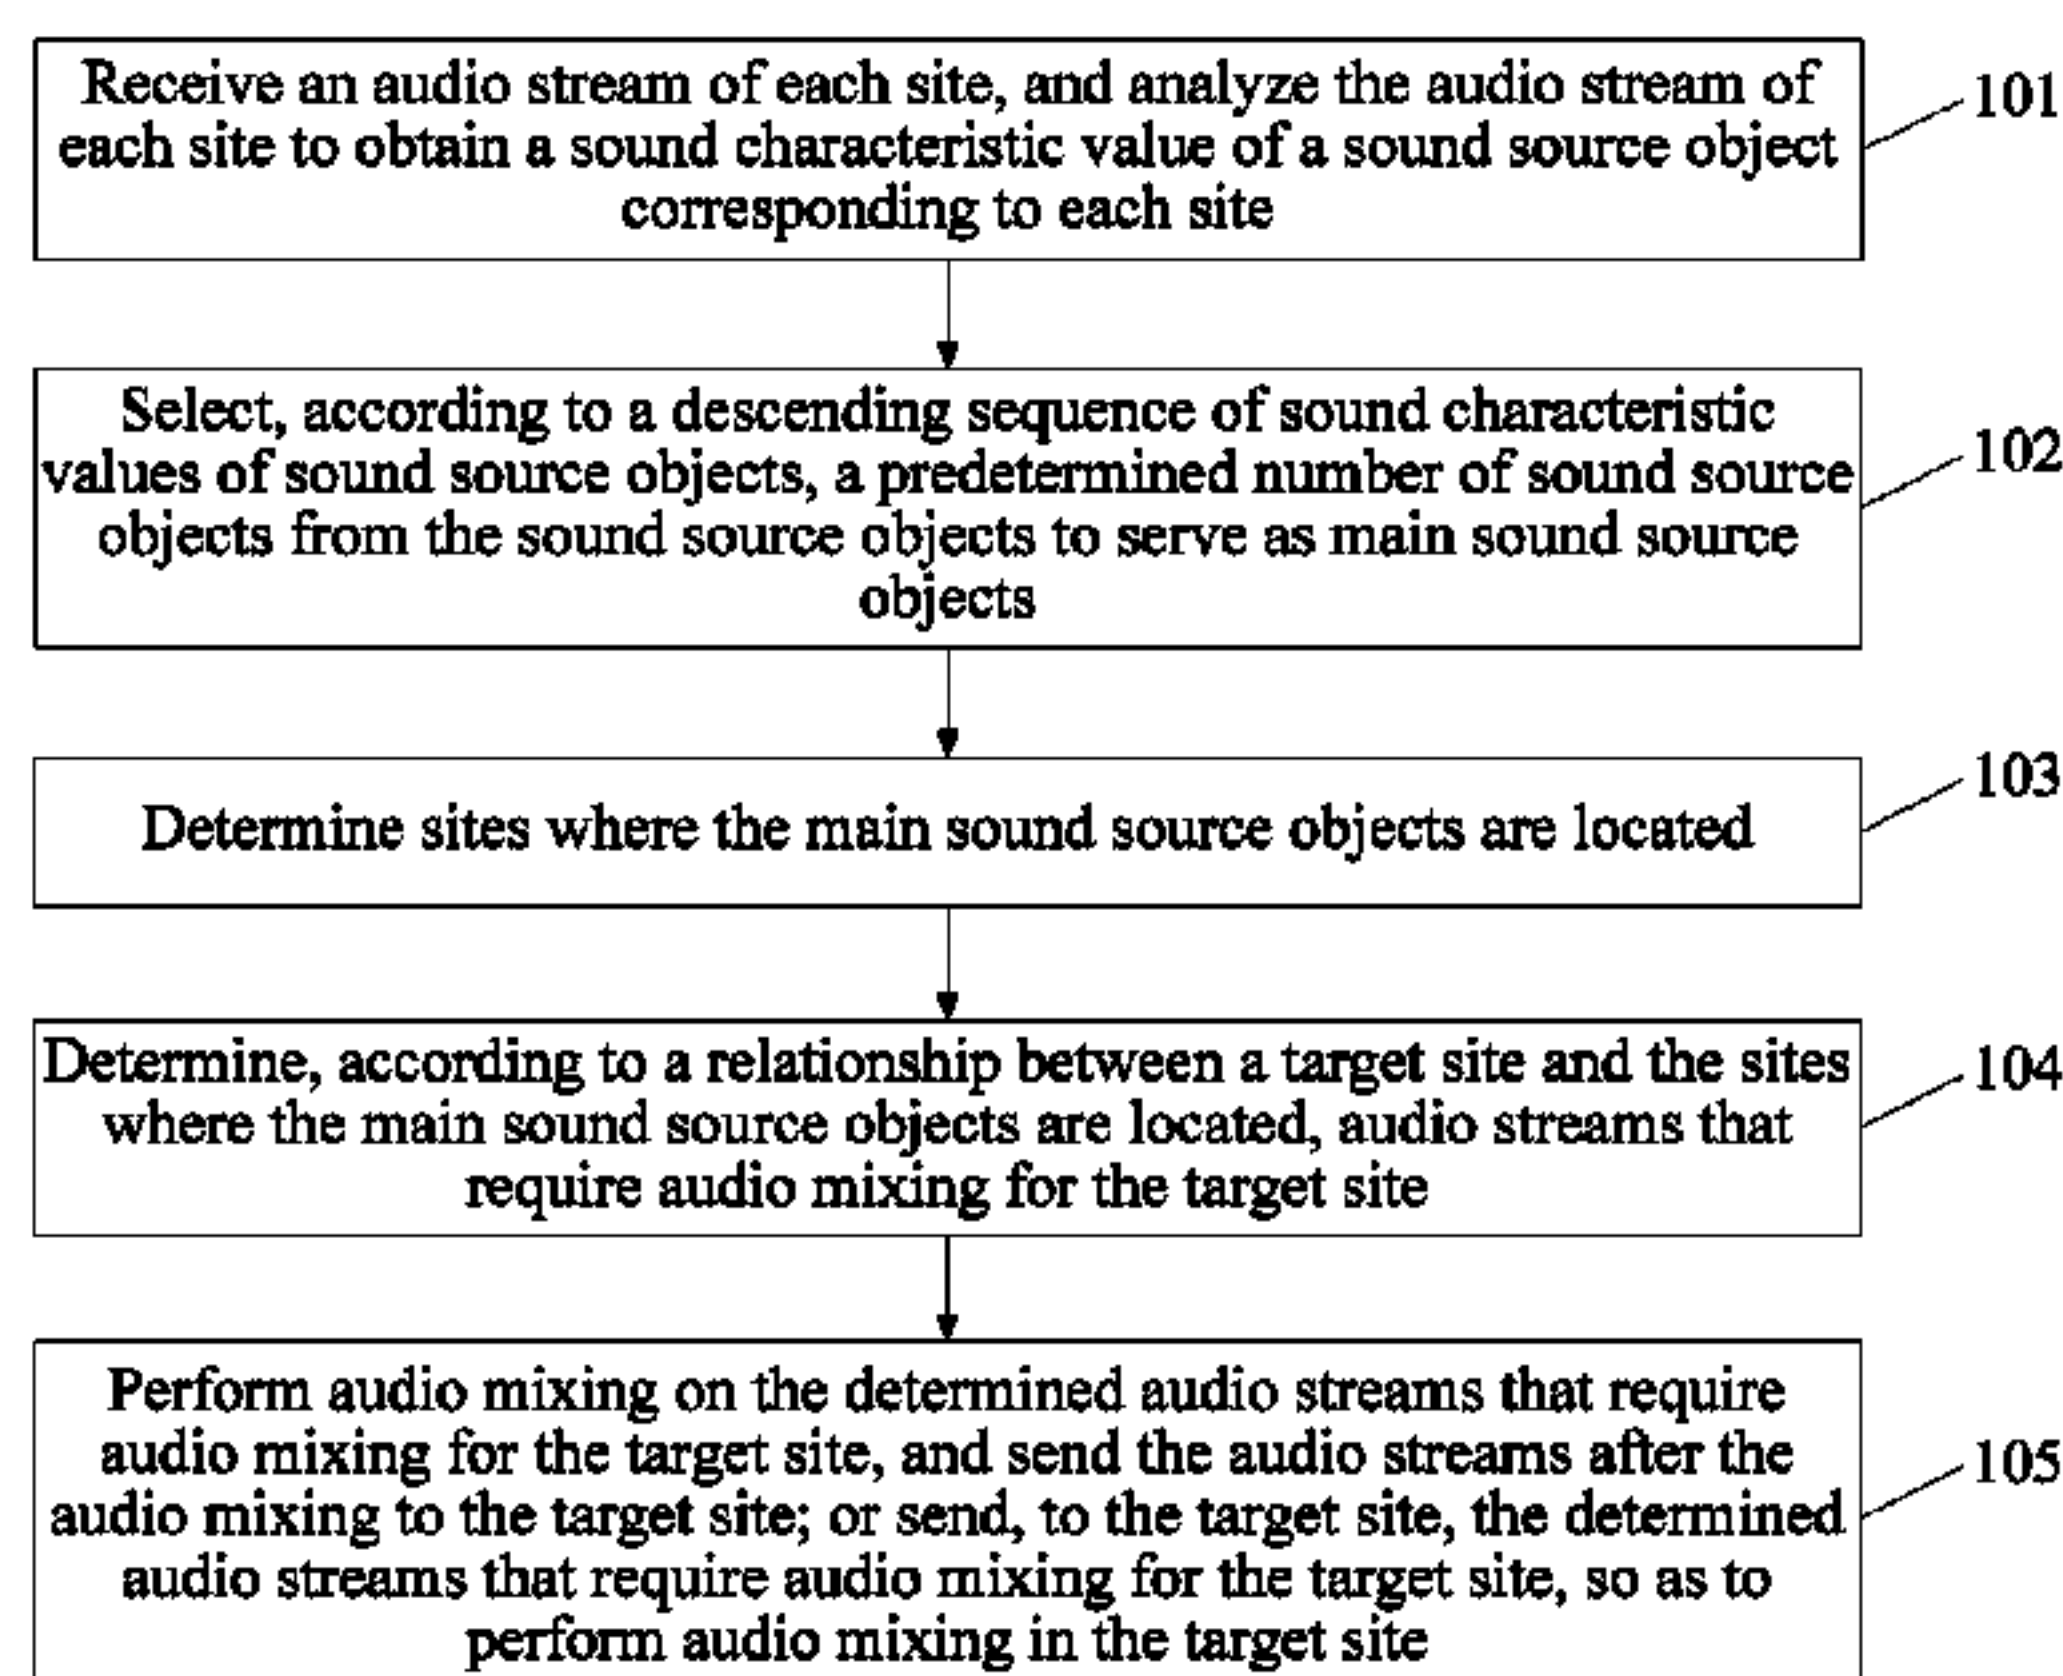 Receive an audio stream of each site, and analyze the audio stream of
each site to obtain a sound characteristic value of a sound source object
corresponding to each site
101
Select, according to a descending sequence of sound characteristic
values of sound source objects, a predetermined number of sound source
objects from the sound source objects to serve as main sound source
objects
102
Determine sites where the main sound source objects are located
103
Determine, according to a relationship between a target site and the sites
where the main sound source objects are located, audio streams that
require audio mixing for the target site
104
Perform audio mixing on the determined audio streams that require
audio mixing for the target site, and send the audio streams after the
audio mixing to the target site; or send, to the target site, the determined
audio streams that require audio mixing for the target site, so as to
perform audio mixing in the target site
105